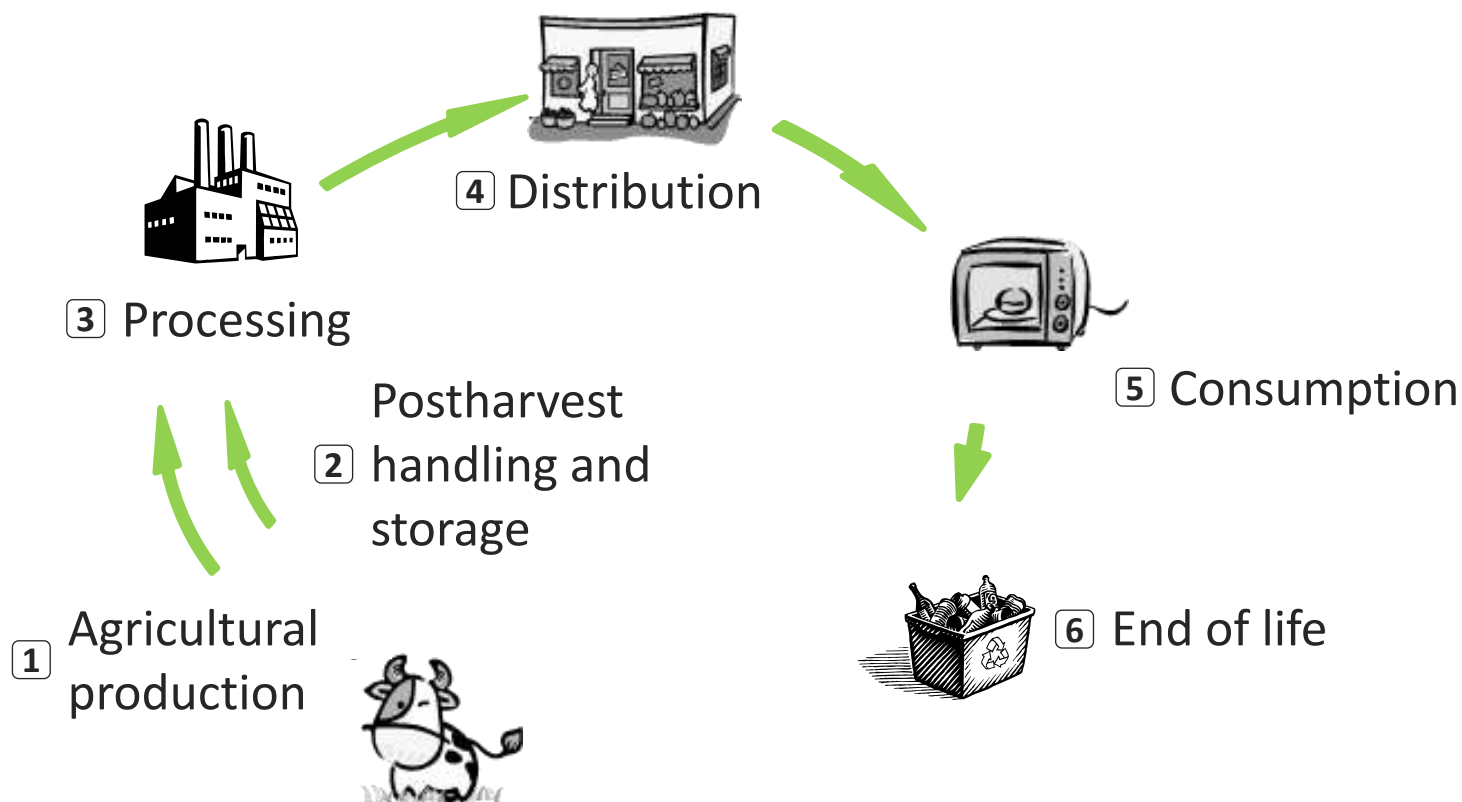 1 Agricultural
production
2 Postharvest
handling and
storage
3 Processing
4 Distribution
5 Consumption
6 End of life